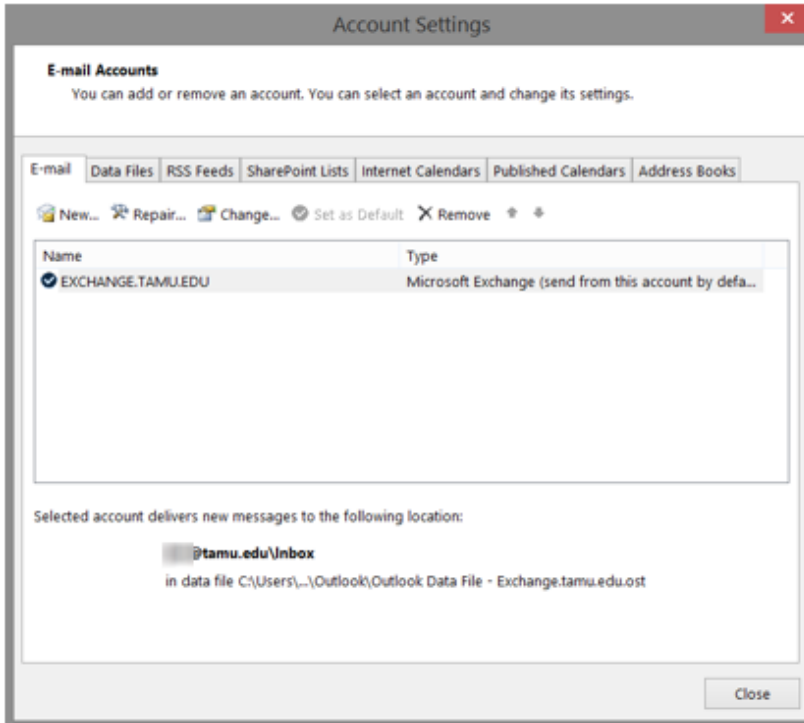 Account Settings
E-mail Accounts
You can add or remove an account. You can select an account and change its settings.
E-mail Data Files RSS Feeds SharePoint Lists Internet Calendars Published Calendars Address Books
New... Repair... Change... Set as Default Remove
Name Type
EXCHANGE.TAMU.EDU Microsoft Exchange (send from this account by defa...
Selected account delivers new messages to the following location:
@tamu.edu\Inbox
in data file C:\Users\...\Outlook\Outlook Data File - Exchange.tamu.edu.ost
Close